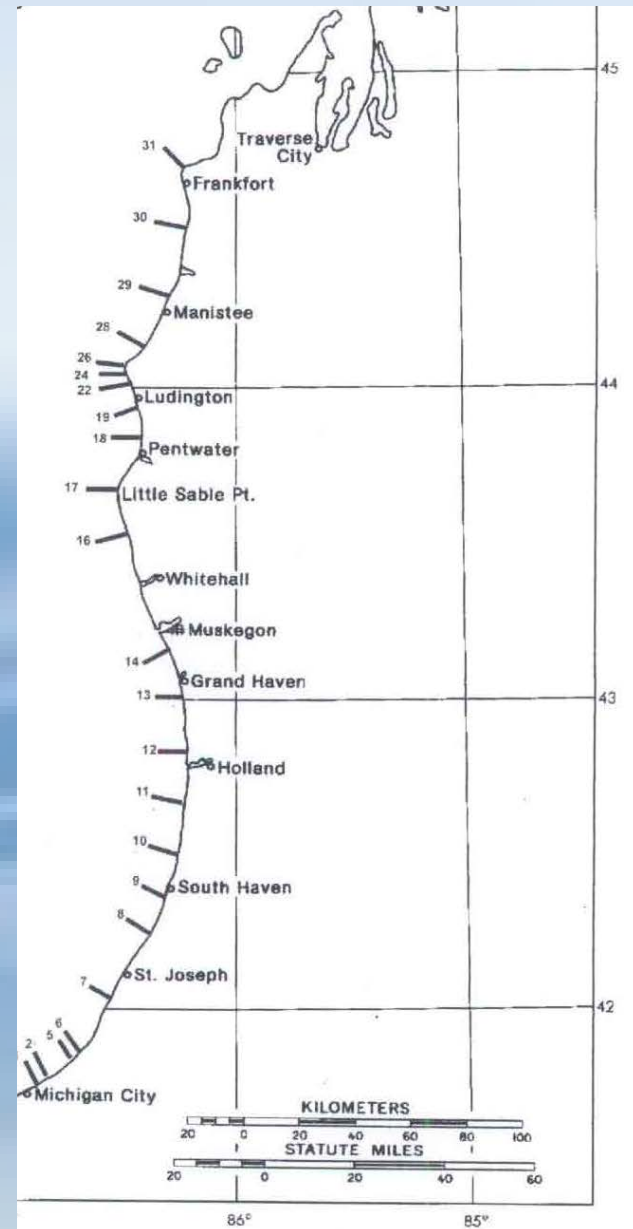 45
Traverse
City
31
Frankfort
30
29
Manistee
28
26
44
24
22
Ludington
19
18
Pentwater
17
Little Sable Pt.
16
Whitehall
Muskegon
14
Grand Haven
13
43
12
Holland
11
10
9
South Haven
8
St. Joseph
7
42
6
5
2
Michigan City
KILOMETERS
20 0 20 40 60 80 100
STATUTE MILES
20 0 20 40 60
86° 85°